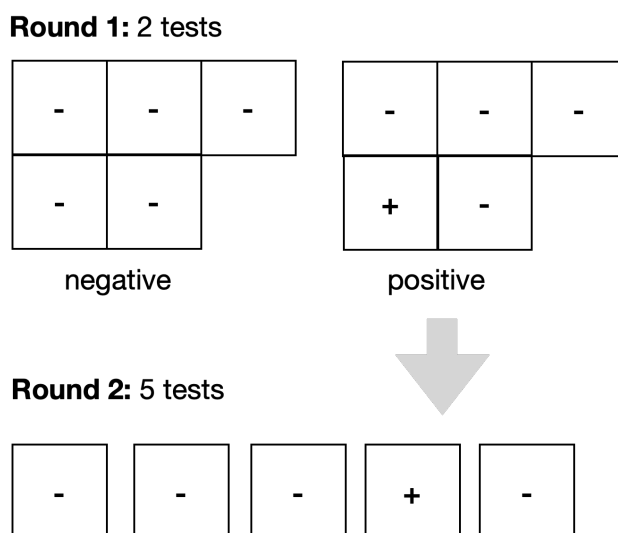 Round 1: 2 tests
- - - - - -
- - + -
negative positive
Round 2: 5 tests
- - - + -